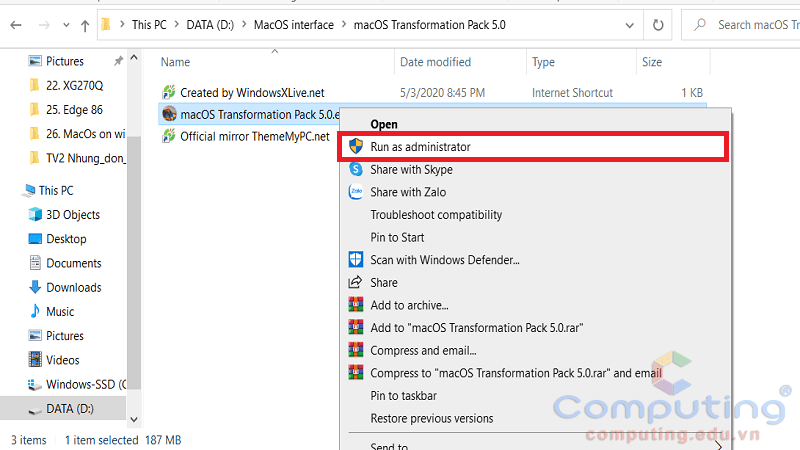 This PC > DATA (D:) > MacOS interface > macOS Transformation Pack 5.0
Search macOS Tr
Pictures
22. XG270Q
25. Edge 86
26. MacOs on wi
TV2 Nhung_don_
This PC
3D Objects
Desktop
Documents
Downloads
Music
Pictures
Videos
Windows-SSD (C
DATA (D:)
Name Date modified Type Size
Created by WindowsXLive.net 5/3/2020 8:45 PM Internet Shortcut 1 KB
macOS Transformation Pack 5.0.e
Official mirror ThemeMyPC.net
Open
Run as administrator
Share with Skype
Zalo Share with Zalo
Troubleshoot compatibility
Pin to Start
Scan with Windows Defender...
Share
Add to archive...
Add to "macOS Transformation Pack 5.0.rar"
Compress and email...
Compress to "macOS Transformation Pack 5.0.rar" and email
Pin to taskbar
Restore previous versions
Send to
Computing
computing.edu.vn
3 items 1 item selected 187 MB